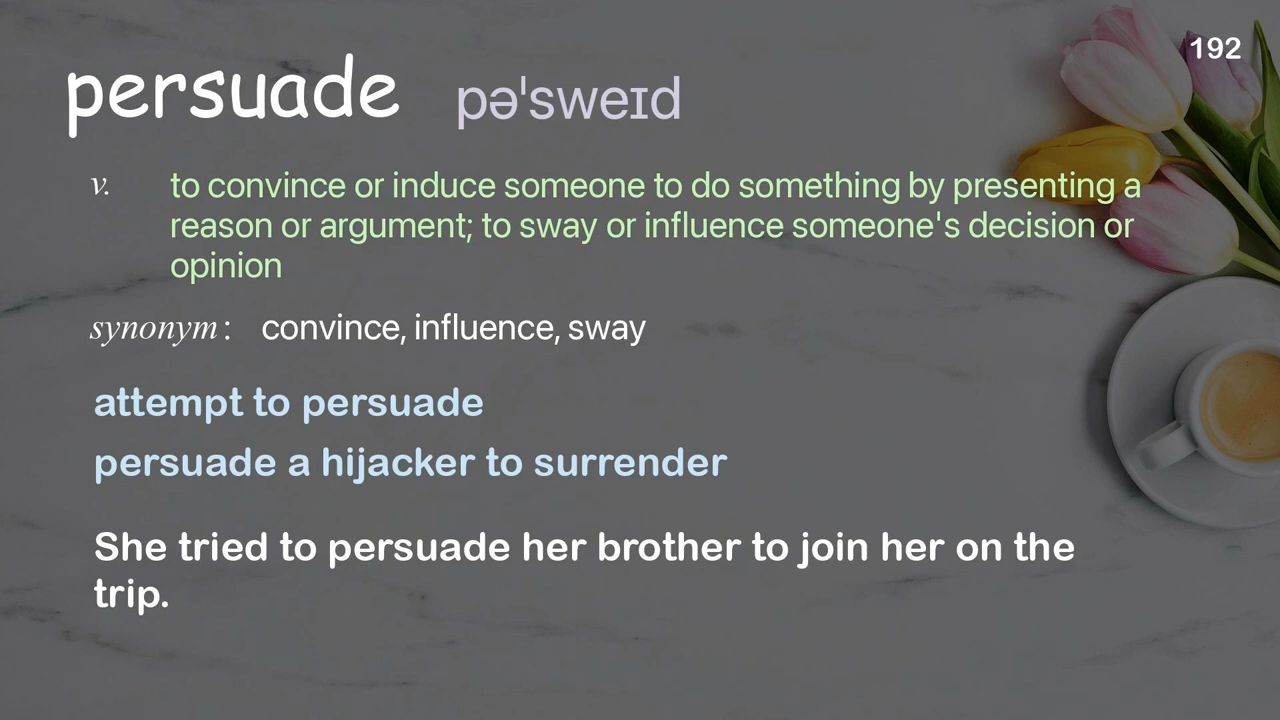 192
persuade pə'sweɪd
v. to convince or induce someone to do something by presenting a
reason or argument; to sway or influence someone's decision or
opinion
synonym: convince, influence, sway
attempt to persuade
persuade a hijacker to surrender
She tried to persuade her brother to join her on the
trip.